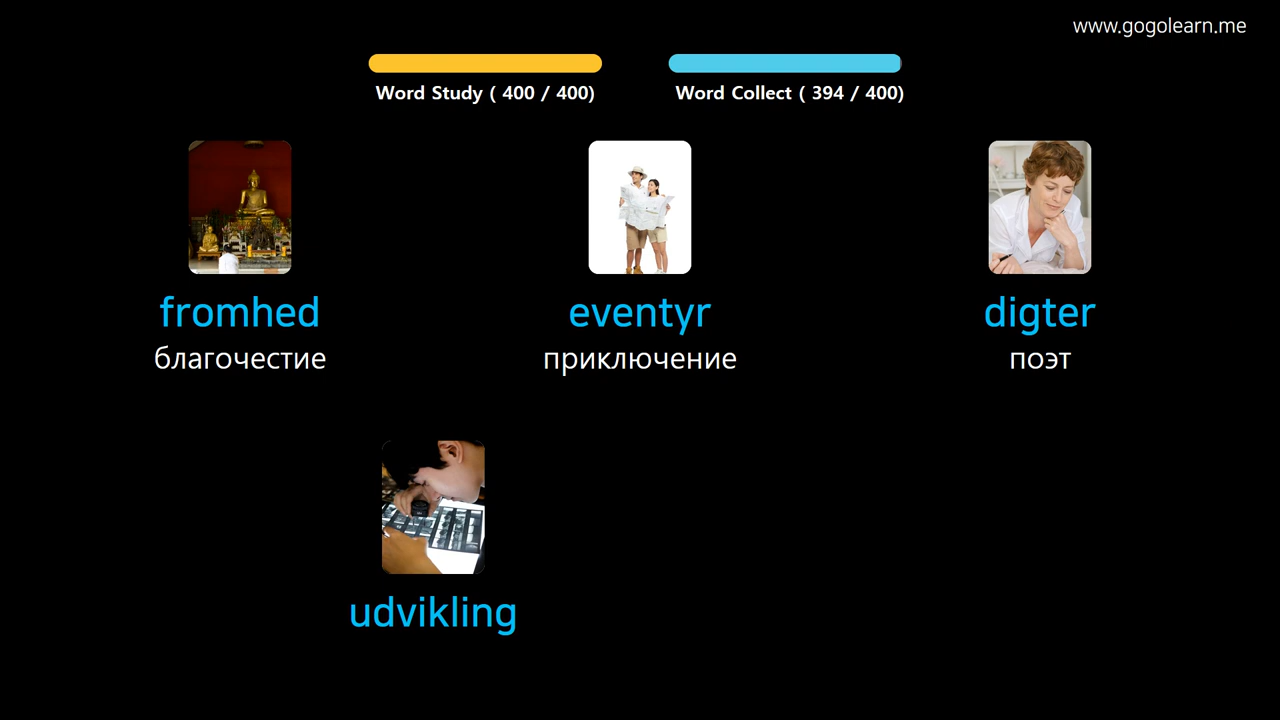 www.gogolearn.me
Word Study ( 400 / 400)
Word Collect ( 394 / 400)
fromhed
благочестие
eventyr
приключение
digter
поэт
udvikling